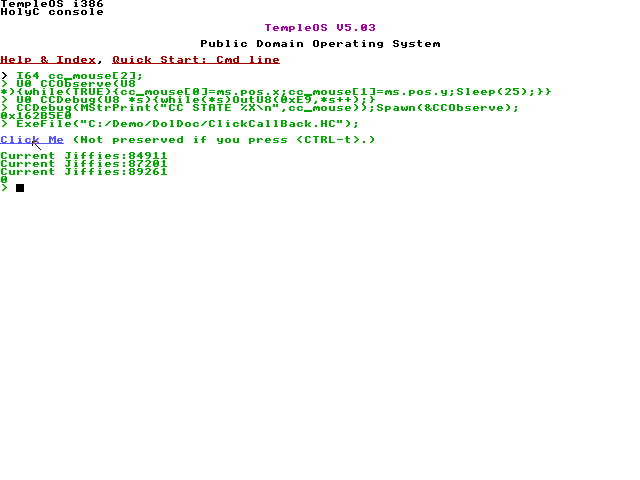 TempleOS i386
HolyC console
TempleOS V5.03
Public Domain Operating System
Help & Index, Quick Start: Cmd line
> I64 cc_mouse[2];
> U0 CCObserve(U8
*){while(TRUE){cc_mouse[0]=ms.pos.x;cc_mouse[1]=ms.pos.y;Sleep(25);}}
> U0 CCDebug(U8 *s){while(*s)OutU8(0xE9,*s++);}
> CCDebug(MStrPrint("CC STATE %X\n",cc_mouse));Spawn(&CCObserve);
0x162B5E0
> ExeFile("C:/Demo/DolDoc/ClickCallBack.HC");
Click Me (Not preserved if you press <CTRL-t>.)
Current Jiffies:84911
Current Jiffies:87201
Current Jiffies:89261
0
>